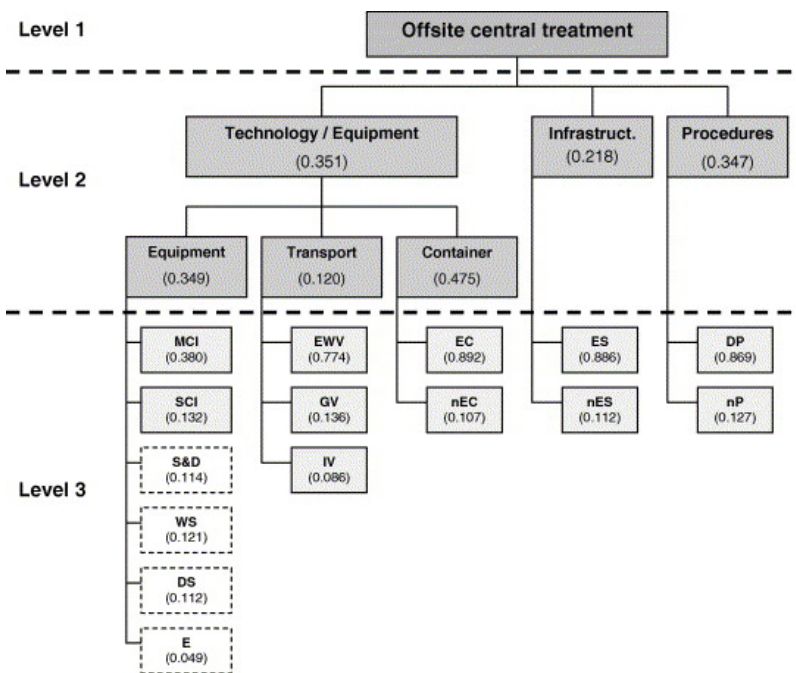 Level 1
Offsite central treatment
Level 2
Technology / Equipment
(0.351)
Infrastruct.
(0.218)
Procedures
(0.347)
Equipment
(0.349)
Transport
(0.120)
Container
(0.475)
Level 3
MCI
(0.380)
EWV
(0.774)
EC
(0.892)
ES
(0.886)
DP
(0.869)
SCI
(0.132)
GV
(0.136)
nEC
(0.107)
nES
(0.112)
nP
(0.127)
S&D
(0.114)
IV
(0.086)
WS
(0.121)
DS
(0.112)
E
(0.049)